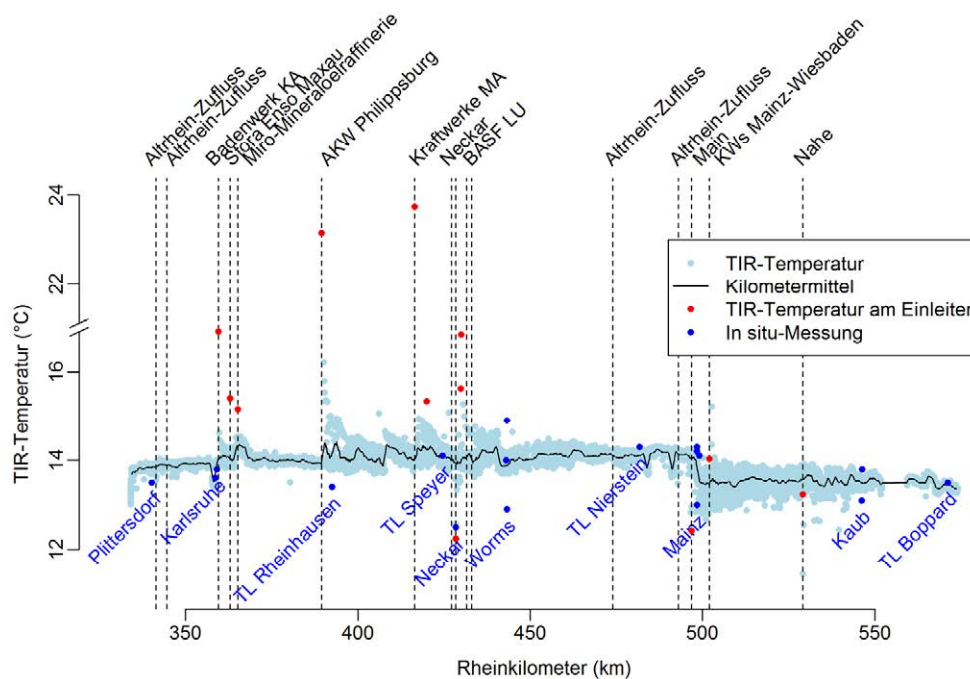 Altrhein-Zufluss
Altrhein-Zufluss
Badenwerk KA
Stora Enso Maxau
Miro-Mineraloelraffinerie
AKW Philippsburg
Kraftwerke MA
Neckar
BASF LU
Altrhein-Zufluss
Altrhein-Zufluss
Main
KWs Mainz-Wiesbaden
Nahe
TIR-Temperatur (°C)
24
22
16
14
12
TIR-Temperatur
Kilometermittel
TIR-Temperatur am Einleiter
In situ-Messung
Plittersdorf
Karlsruhe
TL Rheinhausen
TL Speyer
Neckar
Worms
TL Nierstein
Mainz
Kaub
TL Boppard
350
400
450
500
550
Rheinkilometer (km)